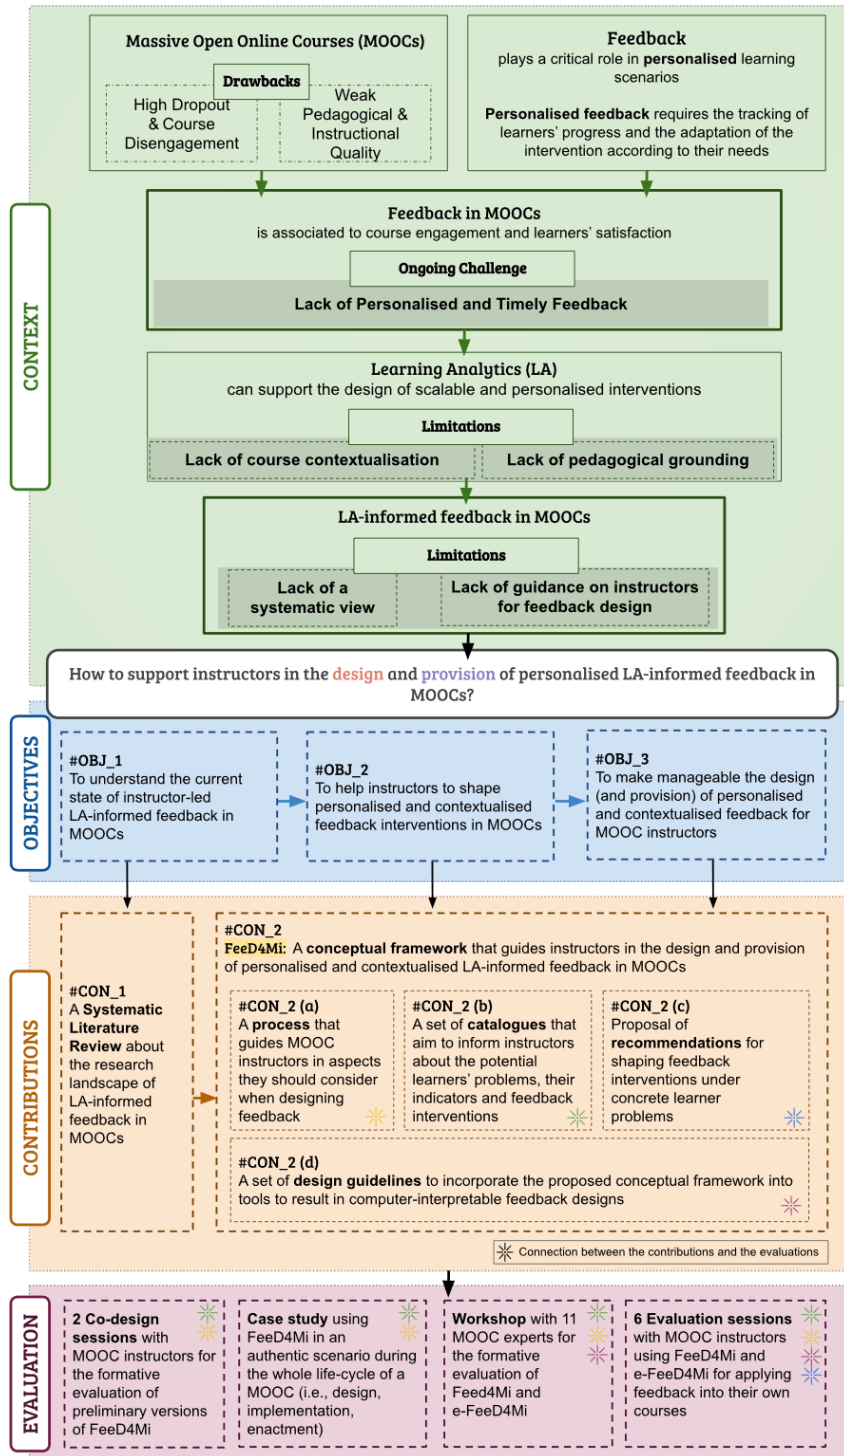 Massive Open Online Courses (MOOCs)
Drawbacks
High Dropout
& Course
Disengagement
Weak
Pedagogical &
Instructional
Quality
Feedback
plays a critical role in personalised learning
scenarios
Personalised feedback requires the tracking of
learners' progress and the adaptation of the
intervention according to their needs
CONTEXT
Feedback in MOOCs
is associated to course engagement and learners' satisfaction
Ongoing Challenge
Lack of Personalised and Timely Feedback
Learning Analytics (LA)
can support the design of scalable and personalised interventions
Limitations
Lack of course contextualisation
Lack of pedagogical grounding
LA-informed feedback in MOOCs
Limitations
Lack of a
systematic view
Lack of guidance on instructors
for feedback design
How to support instructors in the design and provision of personalised LA-informed feedback in
MOOCs?
OBJECTIVES
#OBJ_1
To understand the current
state of instructor-led
LA-informed feedback in
MOOCs
#OBJ_2
To help instructors to shape
personalised and contextualised
feedback interventions in MOOCs
#OBJ_3
To make manageable the design
(and provision) of personalised
and contextualised feedback for
MOOC instructors
CONTRIBUTIONS
#CON_1
A Systematic
Literature
Review about
the research
landscape of
LA-informed
feedback in
MOOCs
#CON_2
FeeD4Mi: A conceptual framework that guides instructors in the design and provision
of personalised and contextualised LA-informed feedback in MOOCs
#CON_2 (a)
A process that
guides MOOC
instructors in aspects
they should consider
when designing
feedback
#CON_2 (b)
A set of catalogues that
aim to inform instructors
about the potential
learners' problems, their
indicators and feedback
interventions
#CON_2 (c)
Proposal of
recommendations for
shaping feedback
interventions under
concrete learner
problems
#CON_2 (d)
A set of design guidelines to incorporate the proposed conceptual framework into
tools to result in computer-interpretable feedback designs
Connection between the contributions and the evaluations
EVALUATION
2 Co-design
sessions with
MOOC instructors for
the formative
evaluation of
preliminary versions
of FeeD4Mi
Case study using
FeeD4Mi in an
authentic scenario during
the whole life-cycle of a
MOOC (i.e., design,
implementation,
enactment)
Workshop with 11
MOOC experts for
the formative
evaluation of
Feed4Mi and
e-FeeD4Mi
6 Evaluation sessions
with MOOC instructors
using FeeD4Mi and
e-FeeD4Mi for applying
feedback into their own
courses